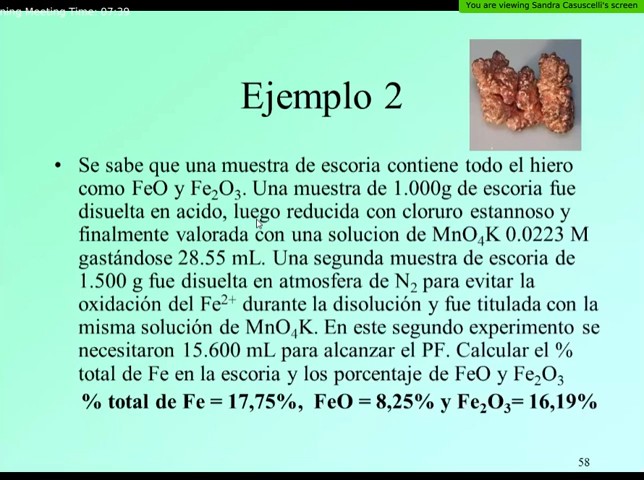 ning Meeting Time: 07:30
You are viewing Sandra Casuscelli's screen
Ejemplo 2
• Se sabe que una muestra de escoria contiene todo el hiero
como FeO y Fe₂O₃. Una muestra de 1.000g de escoria fue
disuelta en acido, luego reducida con cloruro estannoso y
finalmente valorada con una solucion de MnO₄K 0.0223 M
gastándose 28.55 mL. Una segunda muestra de escoria de
1.500 g fue disuelta en atmosfera de N₂ para evitar la
oxidación del Fe²⁺ durante la disolución y fue titulada con la
misma solución de MnO₄K. En este segundo experimento se
necesitaron 15.600 mL para alcanzar el PF. Calcular el %
total de Fe en la escoria y los porcentaje de FeO y Fe₂O₃
% total de Fe = 17,75%, FeO = 8,25% y Fe₂O₃= 16,19%
58